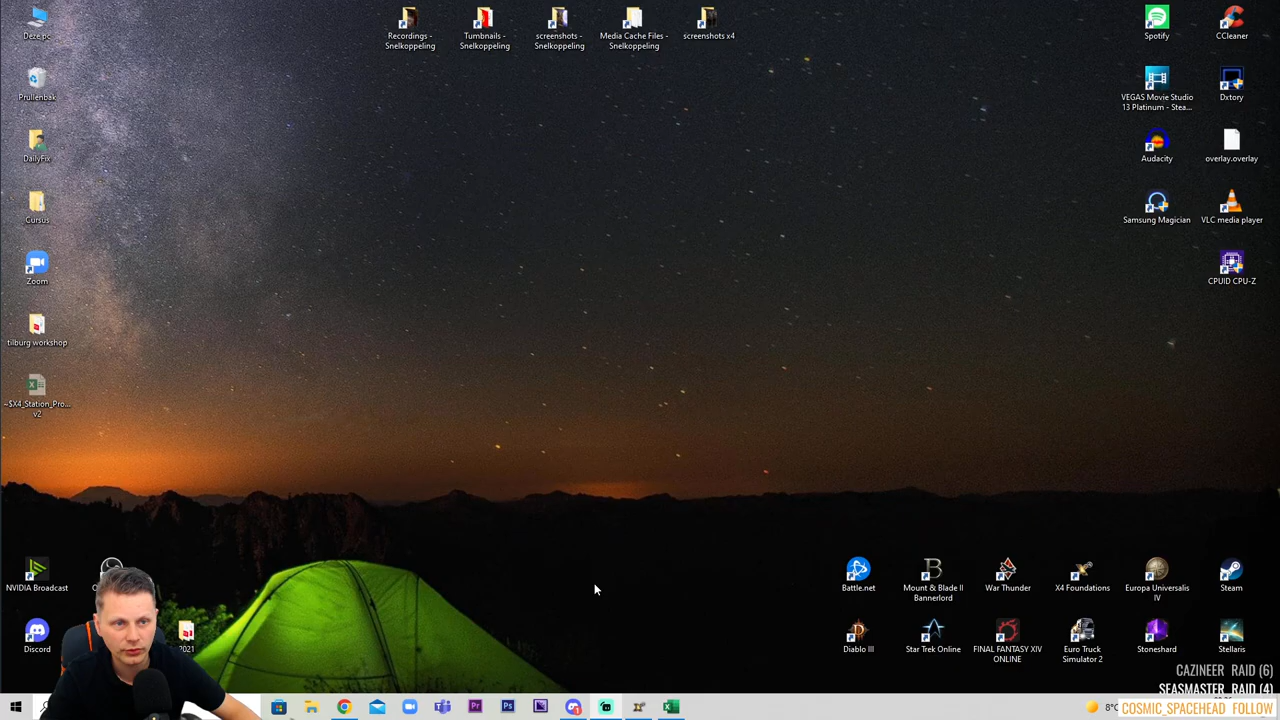 Deze pc
Recordings -
Snelkoppeling
Tumbnails -
Snelkoppeling
screenshots -
Snelkoppeling
Media Cache Files -
Snelkoppeling
screenshots x4
Spotify
CCleaner
Prullenbak
VEGAS Movie Studio
13 Platinum - Stea...
Dxtory
DailyFix
Audacity
overlay.overlay
Cursus
Samsung Magician
VLC media player
Zoom
CPUID CPU-Z
tilburg workshop
~$X4_Station_Pro...
v2
NVIDIA Broadcast
Battle.net
Mount & Blade II
Bannerlord
War Thunder
X4 Foundations
Europa Universalis
IV
Steam
Discord
2021
Diablo III
Star Trek Online
FINAL FANTASY XIV
ONLINE
Euro Truck
Simulator 2
Stoneshard
Stellaris
CAZINEER RAID (6)
SEASMASTER RAID (4)
8°C
COSMIC_SPACEHEAD FOLLOW